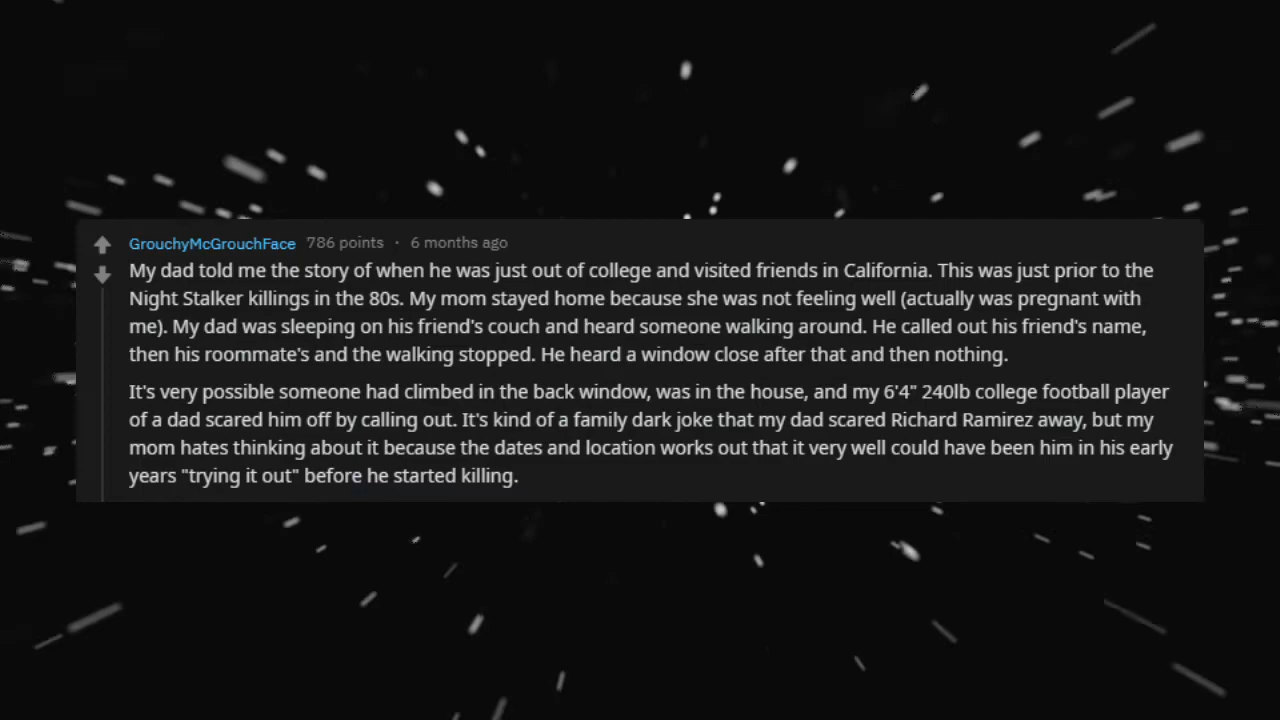 GrouchyMcGrouchFace 786 points · 6 months ago
My dad told me the story of when he was just out of college and visited friends in California. This was just prior to the
Night Stalker killings in the 80s. My mom stayed home because she was not feeling well (actually was pregnant with
me). My dad was sleeping on his friend's couch and heard someone walking around. He called out his friend's name,
then his roommate's and the walking stopped. He heard a window close after that and then nothing.
It's very possible someone had climbed in the back window, was in the house, and my 6'4" 240lb college football player
of a dad scared him off by calling out. It's kind of a family dark joke that my dad scared Richard Ramirez away, but my
mom hates thinking about it because the dates and location works out that it very well could have been him in his early
years "trying it out" before he started killing.